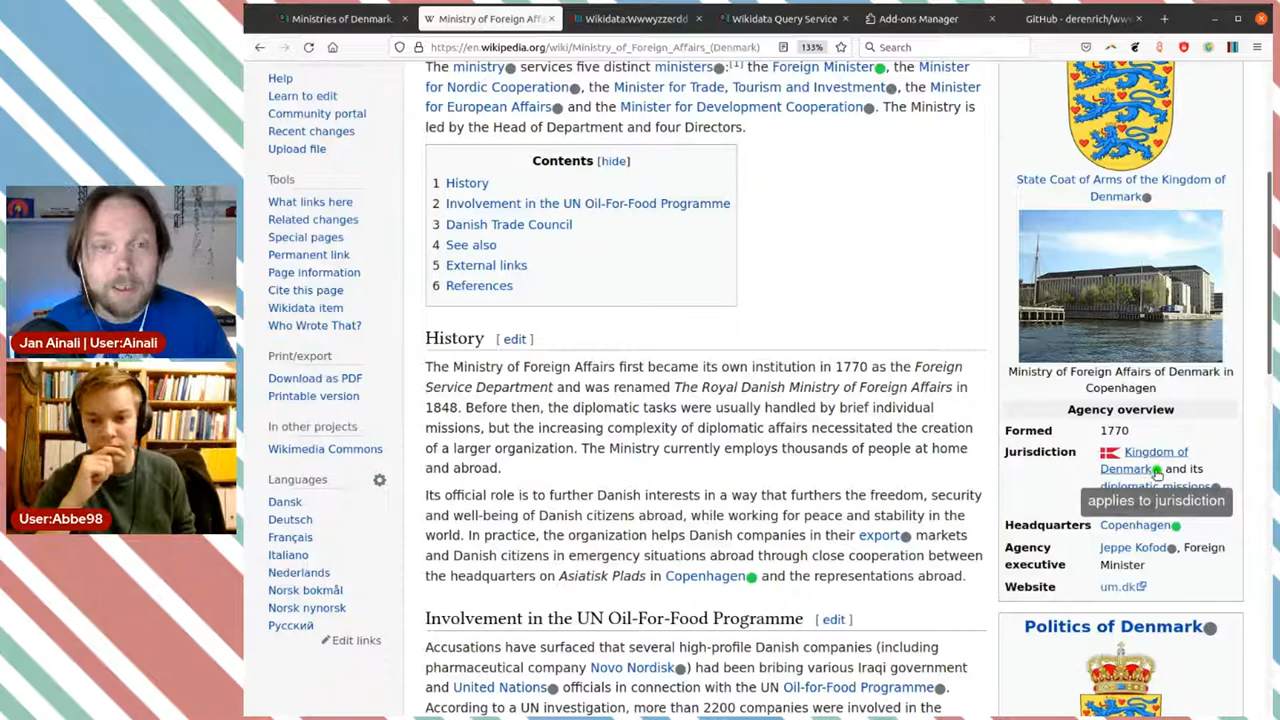 Ministries of Denmark.
Ministry of Foreign Aff
Wikidata:Wwwyzzerdd
Wikidata Query Service
Add-ons Manager
GitHub - derenrich/ww
https://en.wikipedia.org/wiki/Ministry_of_Foreign_Affairs_(Denmark)
133%
Search
Help
Learn to edit
Community portal
Recent changes
Upload file
Tools
What links here
Related changes
Special pages
Permanent link
Page information
Cite this page
Wikidata item
Who Wrote That?
Print/export
Download as PDF
Printable version
In other projects
Wikimedia Commons
Languages
Dansk
Deutsch
Français
Italiano
Nederlands
Norsk bokmål
Norsk nynorsk
Русский
Edit links
The ministry services five distinct ministers:[1] the Foreign Minister, the Minister
for Nordic Cooperation, the Minister for Trade, Tourism and Investment, the Minister
for European Affairs and the Minister for Development Cooperation. The Ministry is
led by the Head of Department and four Directors.
Contents [hide]
1 History
2 Involvement in the UN Oil-For-Food Programme
3 Danish Trade Council
4 See also
5 External links
6 References
History [ edit ]
The Ministry of Foreign Affairs first became its own institution in 1770 as the Foreign
Service Department and was renamed The Royal Danish Ministry of Foreign Affairs in
1848. Before then, the diplomatic tasks were usually handled by brief individual
missions, but the increasing complexity of diplomatic affairs necessitated the creation
of a larger organization. The Ministry currently employs thousands of people at home
and abroad.
Its official role is to further Danish interests in a way that furthers the freedom, security
and well-being of Danish citizens abroad, while working for peace and stability in the
world. In practice, the organization helps Danish companies in their export markets
and Danish citizens in emergency situations abroad through close cooperation between
the headquarters on Asiatisk Plads in Copenhagen and the representations abroad.
Involvement in the UN Oil-For-Food Programme [ edit ]
Accusations have surfaced that several high-profile Danish companies (including
pharmaceutical company Novo Nordisk) had been bribing various Iraqi government
and United Nations officials in connection with the UN Oil-for-Food Programme.
According to a UN investigation, more than 2200 companies were involved in the
State Coat of Arms of the Kingdom of
Denmark
Ministry of Foreign Affairs of Denmark in
Copenhagen
Agency overview
Formed 1770
Jurisdiction Kingdom of
Denmark and its
diplomatic missions
applies to jurisdiction
Headquarters Copenhagen
Agency executive Jeppe Kofod, Foreign
Minister
Website um.dk
Politics of Denmark
Jan Ainali | User:Ainali
User:Abbe98